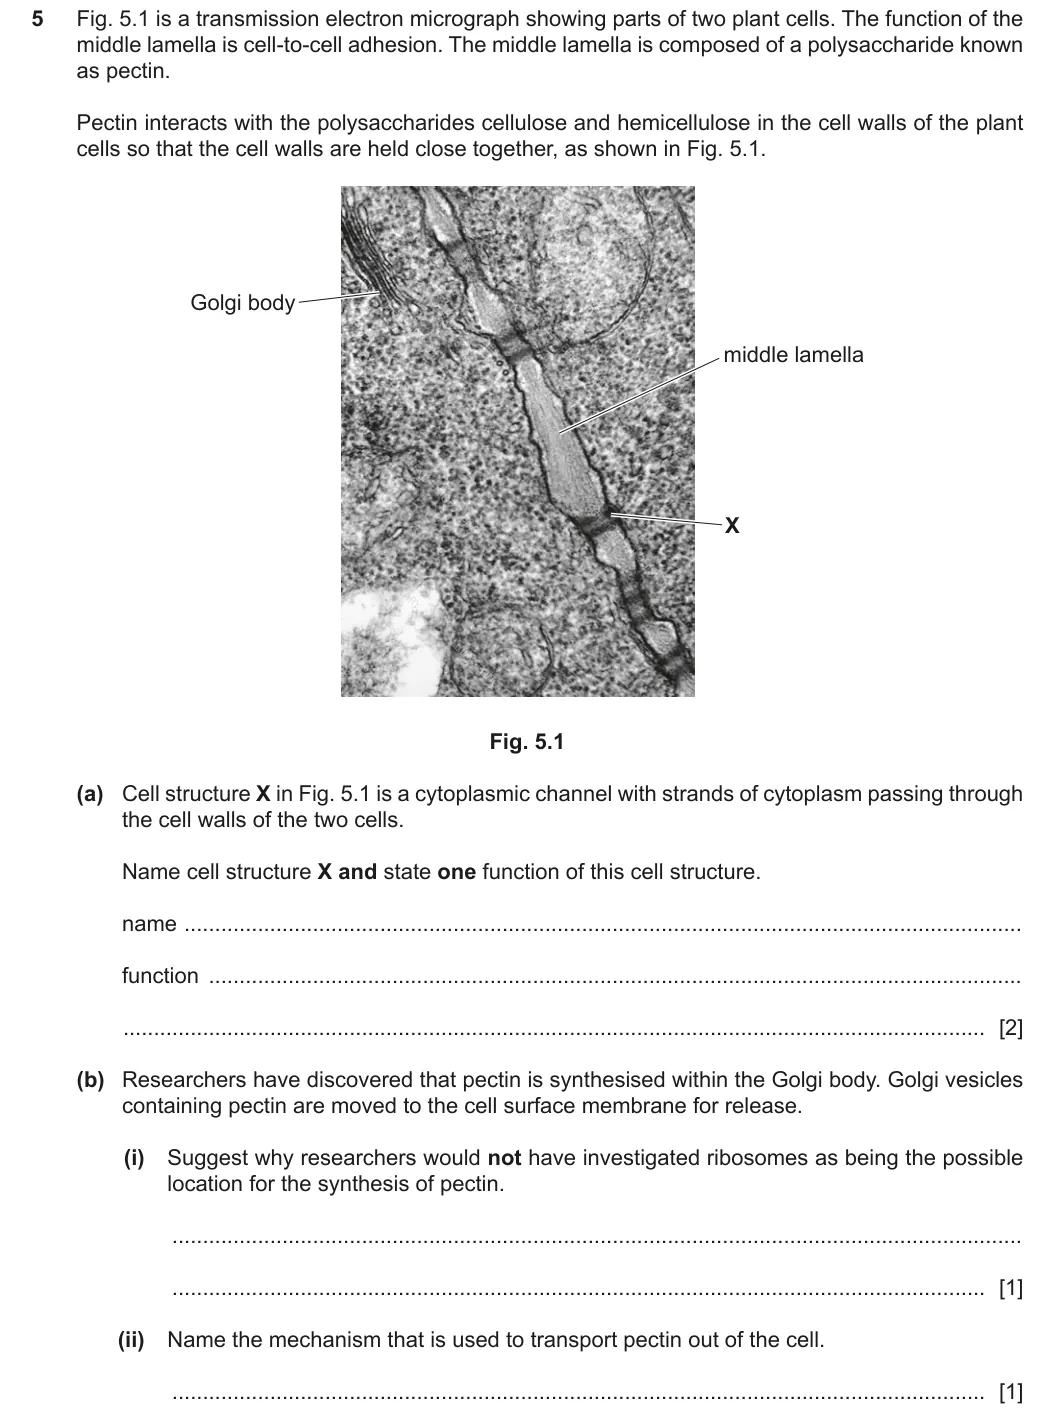 5 Fig. 5.1 is a transmission electron micrograph showing parts of two plant cells. The function of the
middle lamella is cell-to-cell adhesion. The middle lamella is composed of a polysaccharide known
as pectin.
Pectin interacts with the polysaccharides cellulose and hemicellulose in the cell walls of the plant
cells so that the cell walls are held close together, as shown in Fig. 5.1.
Golgi body
middle lamella
X
Fig. 5.1
(a) Cell structure X in Fig. 5.1 is a cytoplasmic channel with strands of cytoplasm passing through
the cell walls of the two cells.
Name cell structure X and state one function of this cell structure.
name ................................................................................
function ................................................................................
................................................................................ [2]
(b) Researchers have discovered that pectin is synthesised within the Golgi body. Golgi vesicles
containing pectin are moved to the cell surface membrane for release.
(i) Suggest why researchers would not have investigated ribosomes as being the possible
location for the synthesis of pectin.
................................................................................
................................................................................ [1]
(ii) Name the mechanism that is used to transport pectin out of the cell.
................................................................................ [1]